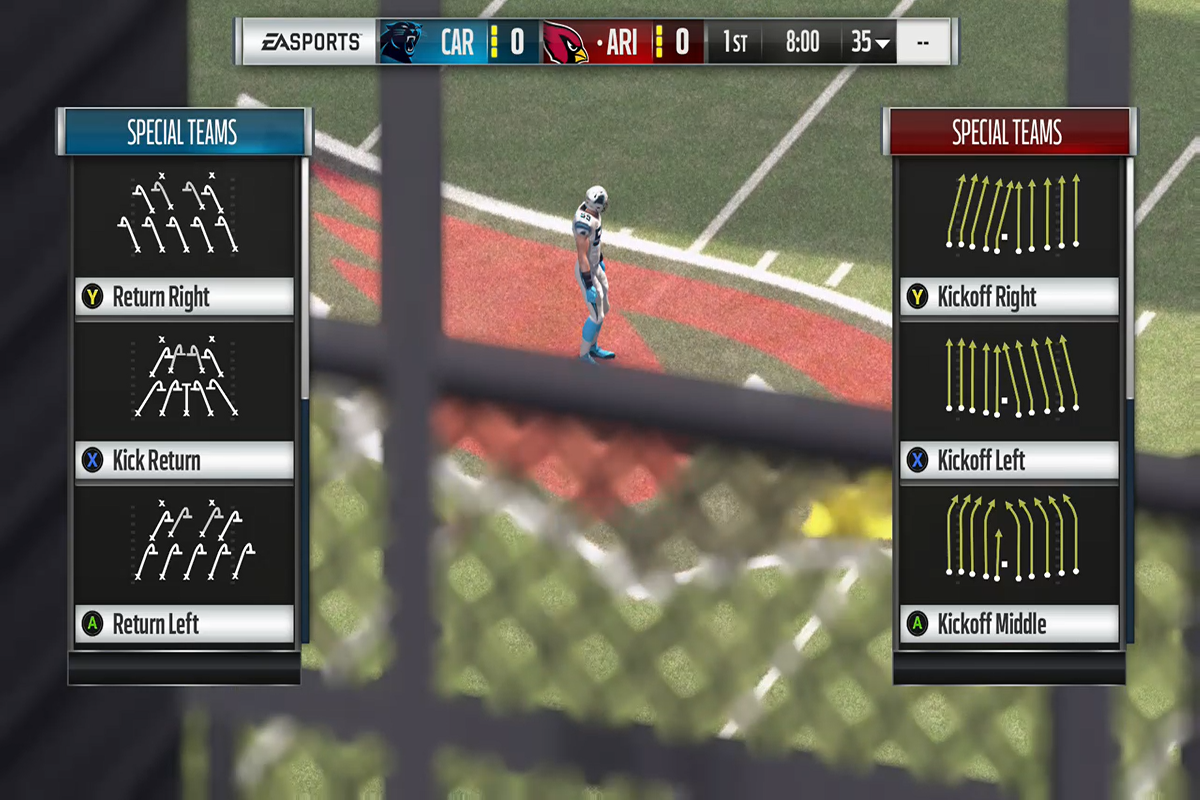 EA SPORTS CAR 0 · ARI 0 1ST 8:00 35 --
SPECIAL TEAMS
Y Return Right
X Kick Return
A Return Left
SPECIAL TEAMS
Y Kickoff Right
X Kickoff Left
A Kickoff Middle